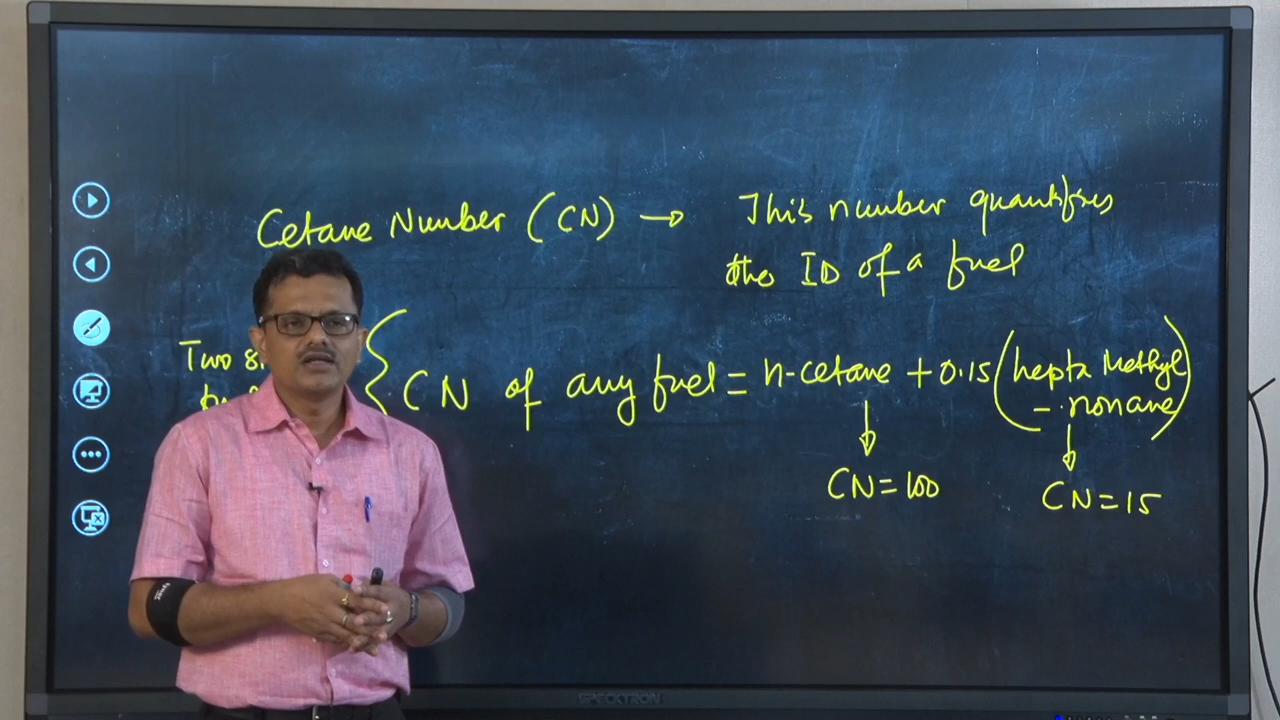 Cetane Number (CN) → This number quantifies
the ID of a fuel
Two
CN of any fuel = n-cetane + 0.15 (hepta Methyl
- nonane)
CN = 100
CN = 15
SPECKTRON